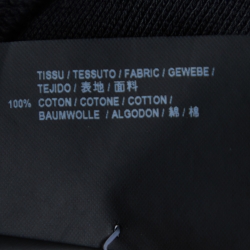 TISSU / TESSUTO / FABRIC / GEWEBE /
TEJIDO / 表地 / 面料
100% COTON / COTONE / COTTON /
BAUMWOLLE / ALGODON / 綿 / 棉